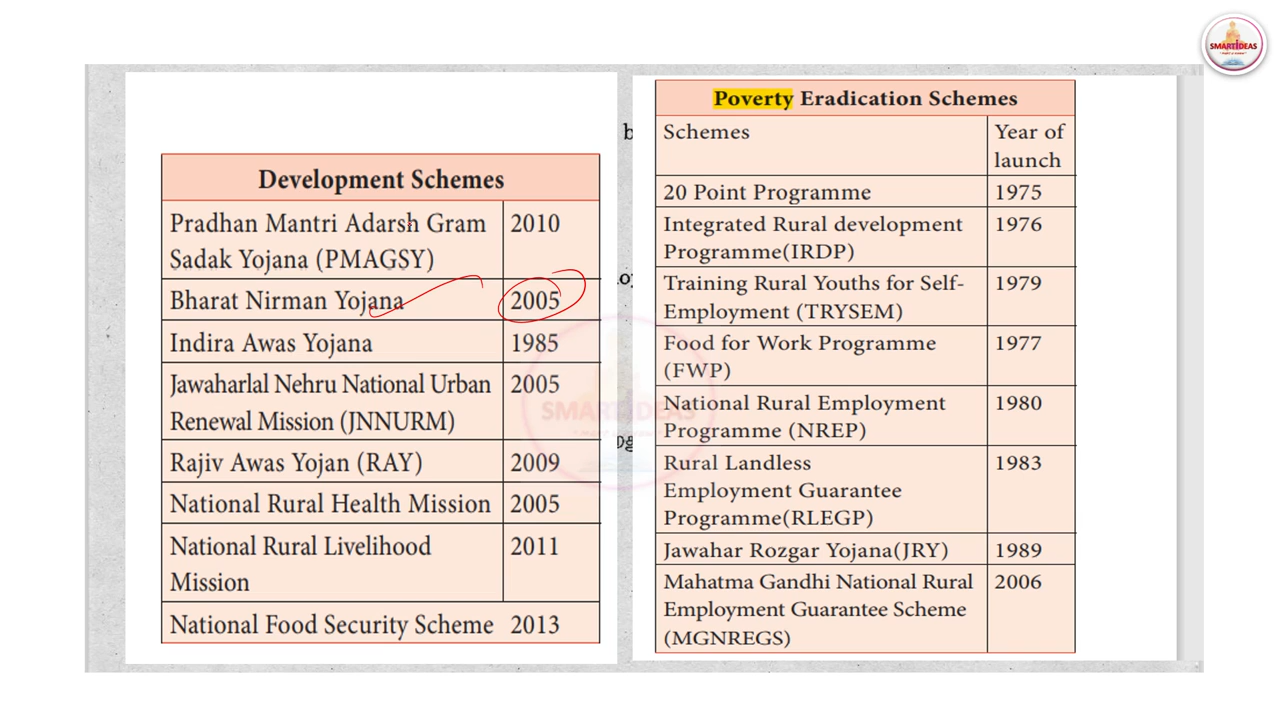 SMARTIDEAS
Development Schemes
Pradhan Mantri Adarsh Gram 2010
Sadak Yojana (PMAGSY)
Bharat Nirman Yojana 2005
Indira Awas Yojana 1985
Jawaharlal Nehru National Urban 2005
Renewal Mission (JNNURM)
Rajiv Awas Yojan (RAY) 2009
National Rural Health Mission 2005
National Rural Livelihood 2011
Mission
National Food Security Scheme 2013
Poverty Eradication Schemes
Schemes Year of
launch
20 Point Programme 1975
Integrated Rural development 1976
Programme(IRDP)
Training Rural Youths for Self- 1979
Employment (TRYSEM)
Food for Work Programme 1977
(FWP)
National Rural Employment 1980
Programme (NREP)
Rural Landless 1983
Employment Guarantee
Programme(RLEGP)
Jawahar Rozgar Yojana(JRY) 1989
Mahatma Gandhi National Rural 2006
Employment Guarantee Scheme
(MGNREGS)
SMARTIDEAS